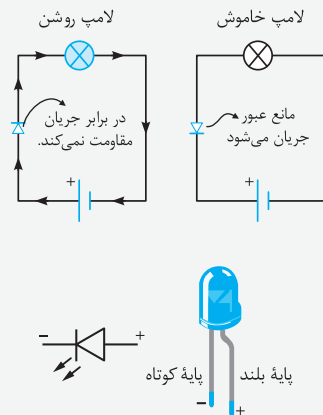 لامپ خاموش
لامپ روشن
مانع عبور
جریان می‌شود
در برابر جریان
مقاومت نمی‌کند.
+
+
- +
پایهٔ بلند
پایهٔ کوتاه
- +